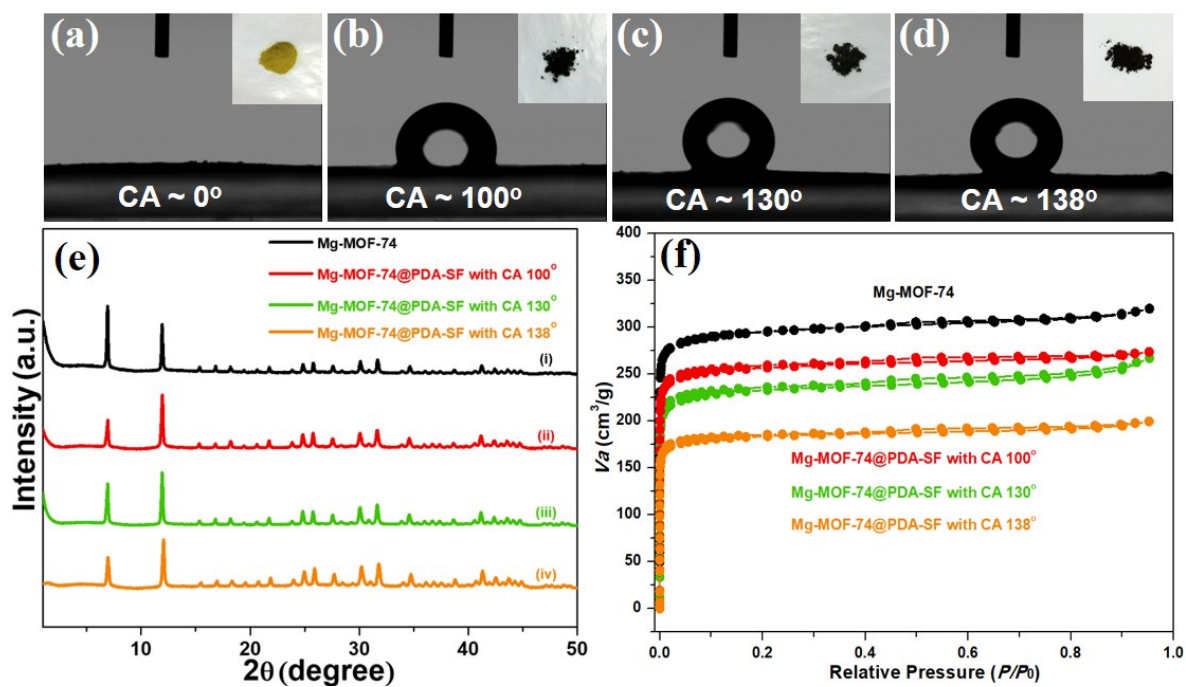 (a)
CA ~ 0°
(b)
CA ~ 100°
(c)
CA ~ 130°
(d)
CA ~ 138°
(e)
Mg-MOF-74
Mg-MOF-74@PDA-SF with CA 100°
Mg-MOF-74@PDA-SF with CA 130°
Mg-MOF-74@PDA-SF with CA 138°
(i)
(ii)
(iii)
(iv)
Intensity (a.u.)
10
20
30
40
50
2θ (degree)
(f)
400
350
300
250
200
150
100
50
0
Va (cm³/g)
Mg-MOF-74
Mg-MOF-74@PDA-SF with CA 100°
Mg-MOF-74@PDA-SF with CA 130°
Mg-MOF-74@PDA-SF with CA 138°
0.0
0.2
0.4
0.6
0.8
1.0
Relative Pressure (P/P₀)